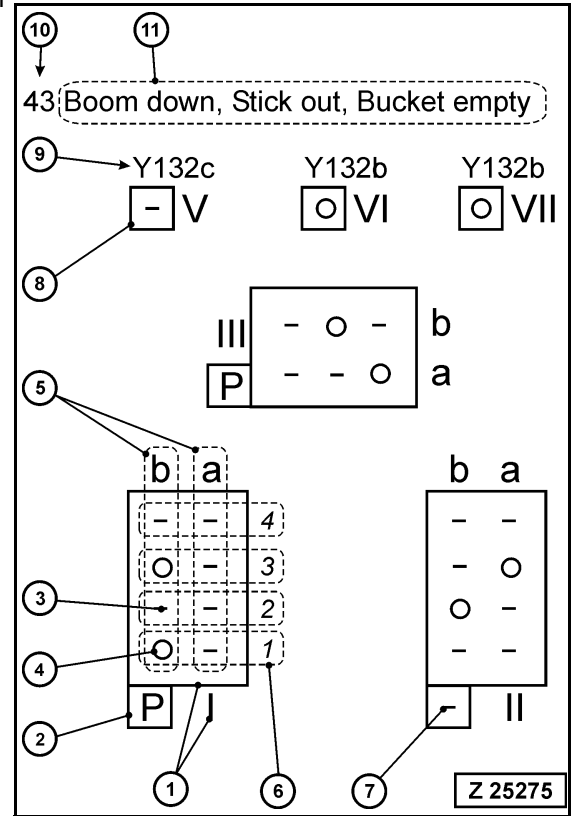 10 11
43 Boom down, Stick out, Bucket empty
9 Y132c Y132b Y132b
– V O VI O VII
8
III – O – b
P – – O a
5
b a b a
– – 4 – –
O – 3 – O
3 – – 2 O –
4 O – 1 – –
P I – II
2
1 6 7
Z 25275